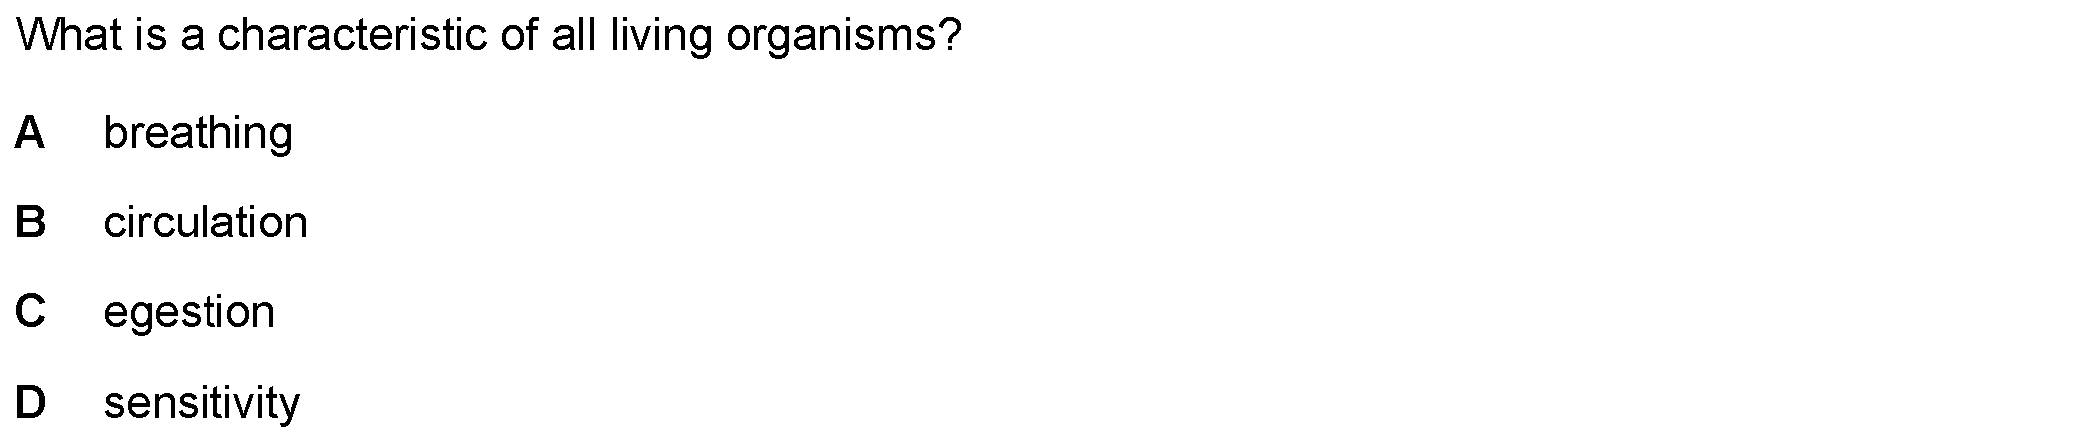 What is a characteristic of all living organisms?
A breathing
B circulation
C egestion
D sensitivity